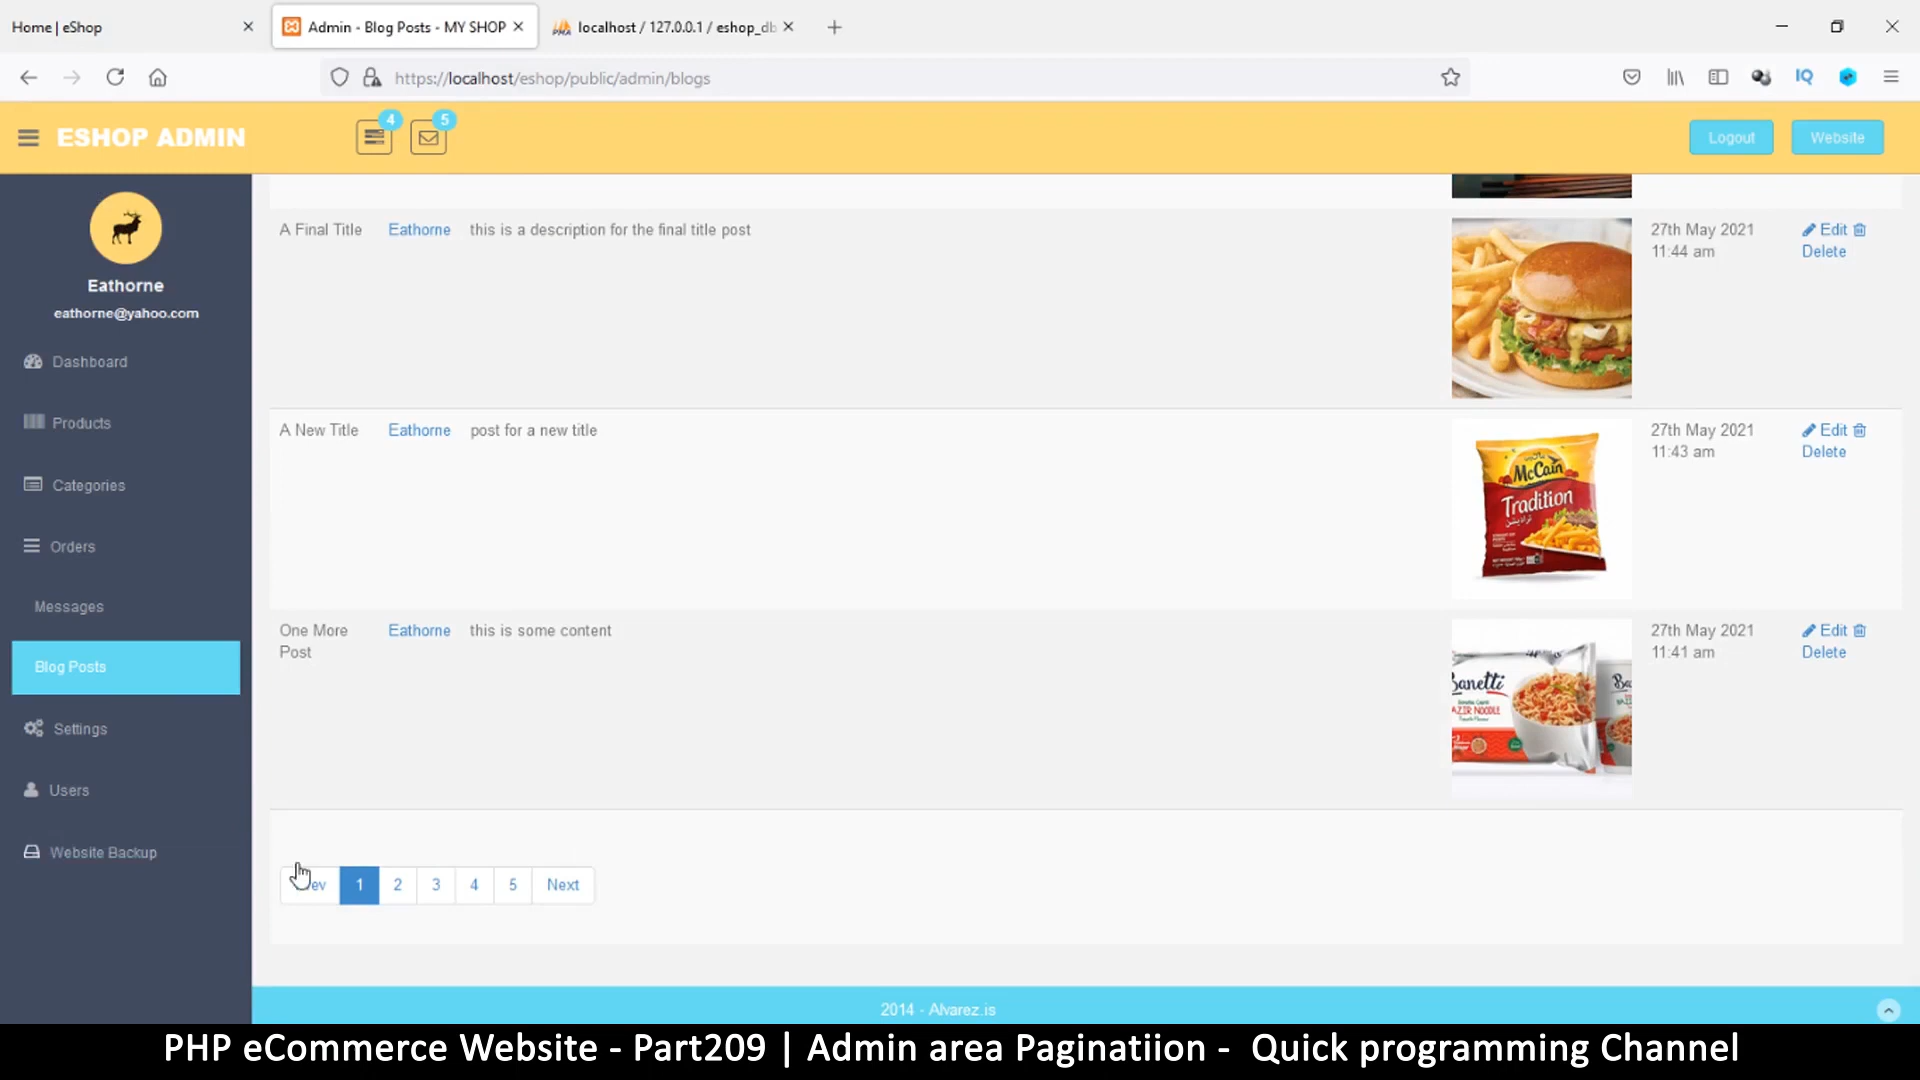 Home | eShop
Admin - Blog Posts - MY SHOP
localhost / 127.0.0.1 / eshop_db
https://localhost/eshop/public/admin/blogs
IQ
ESHOP ADMIN
4
5
Logout
Website
Eathorne
eathorne@yahoo.com
Dashboard
Products
Categories
Orders
Messages
Blog Posts
Settings
Users
Website Backup
A Final Title
Eathorne
this is a description for the final title post
27th May 2021
11:44 am
Edit
Delete
A New Title
Eathorne
post for a new title
McCain
Tradition
27th May 2021
11:43 am
Edit
Delete
One More
Post
Eathorne
this is some content
27th May 2021
11:41 am
Edit
Delete
1
2
3
4
5
Next
2014 - Alvarez.is
PHP eCommerce Website - Part209 | Admin area Paginatiion - Quick programming Channel